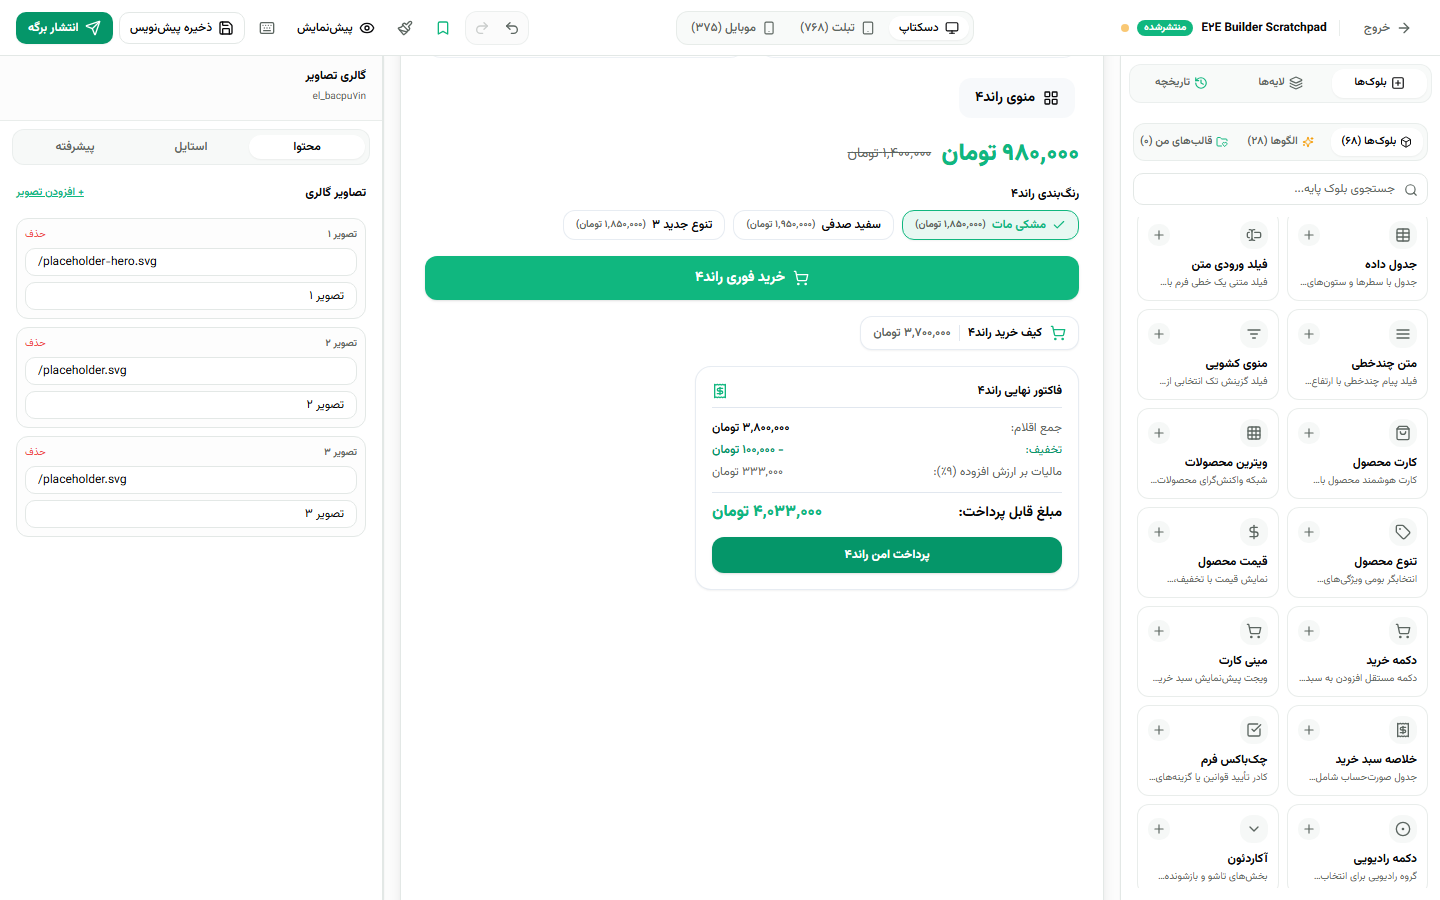 خروج
E2E Builder Scratchpad
منتشرشده
دسکتاپ
تبلت (۷۶۸)
موبایل (۳۷۵)
پیش‌نمایش
ذخیره پیش‌نویس
انتشار برگه
بلوک‌ها
لایه‌ها
تاریخچه
بلوک‌ها (۶۸)
الگوها (۲۸)
قالب‌های من (۰)
جستجوی بلوک پایه...
جدول داده
جدول با سطرها و ستون‌های...
فیلد ورودی متن
فیلد متنی یک خطی فرم با...
متن چندخطی
فیلد پیام چندخطی با ارتفاع...
منوی کشویی
فیلد گزینش تک انتخابی از...
کارت محصول
کارت هوشمند محصول با...
ویترین محصولات
شبکه واکنش‌گرای محصولات...
تنوع محصول
انتخابگر بومی ویژگی‌های...
قیمت محصول
نمایش قیمت با تخفیف،...
دکمه خرید
دکمه مستقل افزودن به سبد...
مینی کارت
ویجت پیش‌نمایش سبد خرید...
خلاصه سبد خرید
جدول صورت‌حساب شامل...
چک‌باکس فرم
کادر تأیید قوانین یا گزینه‌های...
دکمه رادیویی
گروه رادیویی برای انتخاب...
آکاردئون
بخش‌های تاشو و بازشونده...
منوی راند۴
۹۸۰,۰۰۰ تومان
۱,۴۰۰,۰۰۰ تومان
رنگ‌بندی راند۴
مشکی مات (۱,۸۵۰,۰۰۰ تومان)
سفید صدفی (۱,۹۵۰,۰۰۰ تومان)
تنوع جدید ۳ (۱,۸۵۰,۰۰۰ تومان)
خرید فوری راند۴
کیف خرید راند۴
۳,۷۰۰,۰۰۰ تومان
فاکتور نهایی راند۴
جمع اقلام:
۳,۸۰۰,۰۰۰ تومان
تخفیف:
- ۱۰۰,۰۰۰ تومان
مالیات بر ارزش افزوده (۹٪):
۳۳۳,۰۰۰ تومان
مبلغ قابل پرداخت:
۴,۰۳۳,۰۰۰ تومان
پرداخت امن راند۴
گالری تصاویر
el_bacpu7in
محتوا
استایل
پیشرفته
تصاویر گالری
+ افزودن تصویر
تصویر ۱
حذف
/placeholder-hero.svg
تصویر ۱
تصویر ۲
حذف
/placeholder.svg
تصویر ۲
تصویر ۳
حذف
/placeholder.svg
تصویر ۳